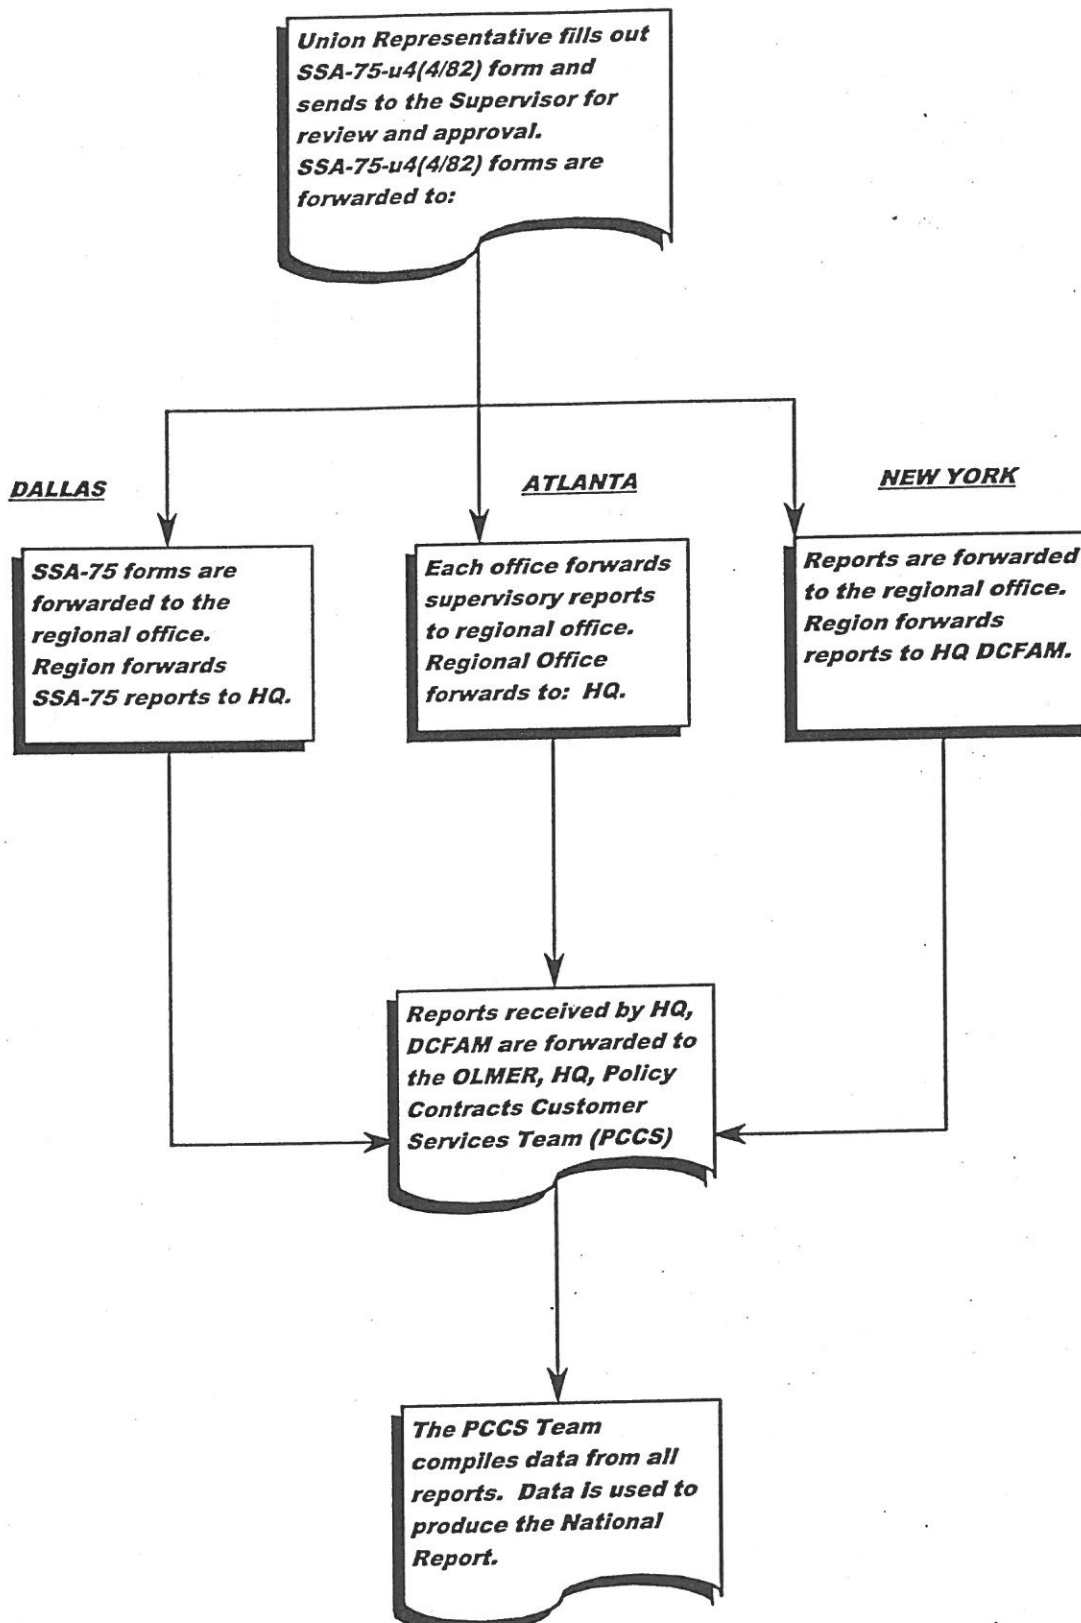 Union Representative fills out
SSA-75-u4(4/82) form and
sends to the Supervisor for
review and approval.
SSA-75-u4(4/82) forms are
forwarded to:
DALLAS
SSA-75 forms are
forwarded to the
regional office.
Region forwards
SSA-75 reports to HQ.
ATLANTA
Each office forwards
supervisory reports
to regional office.
Regional Office
forwards to: HQ.
NEW YORK
Reports are forwarded
to the regional office.
Region forwards
reports to HQ DCFAM.
Reports received by HQ,
DCFAM are forwarded to
the OLMER, HQ, Policy
Contracts Customer
Services Team (PCCS)
The PCCS Team
compiles data from all
reports. Data is used to
produce the National
Report.